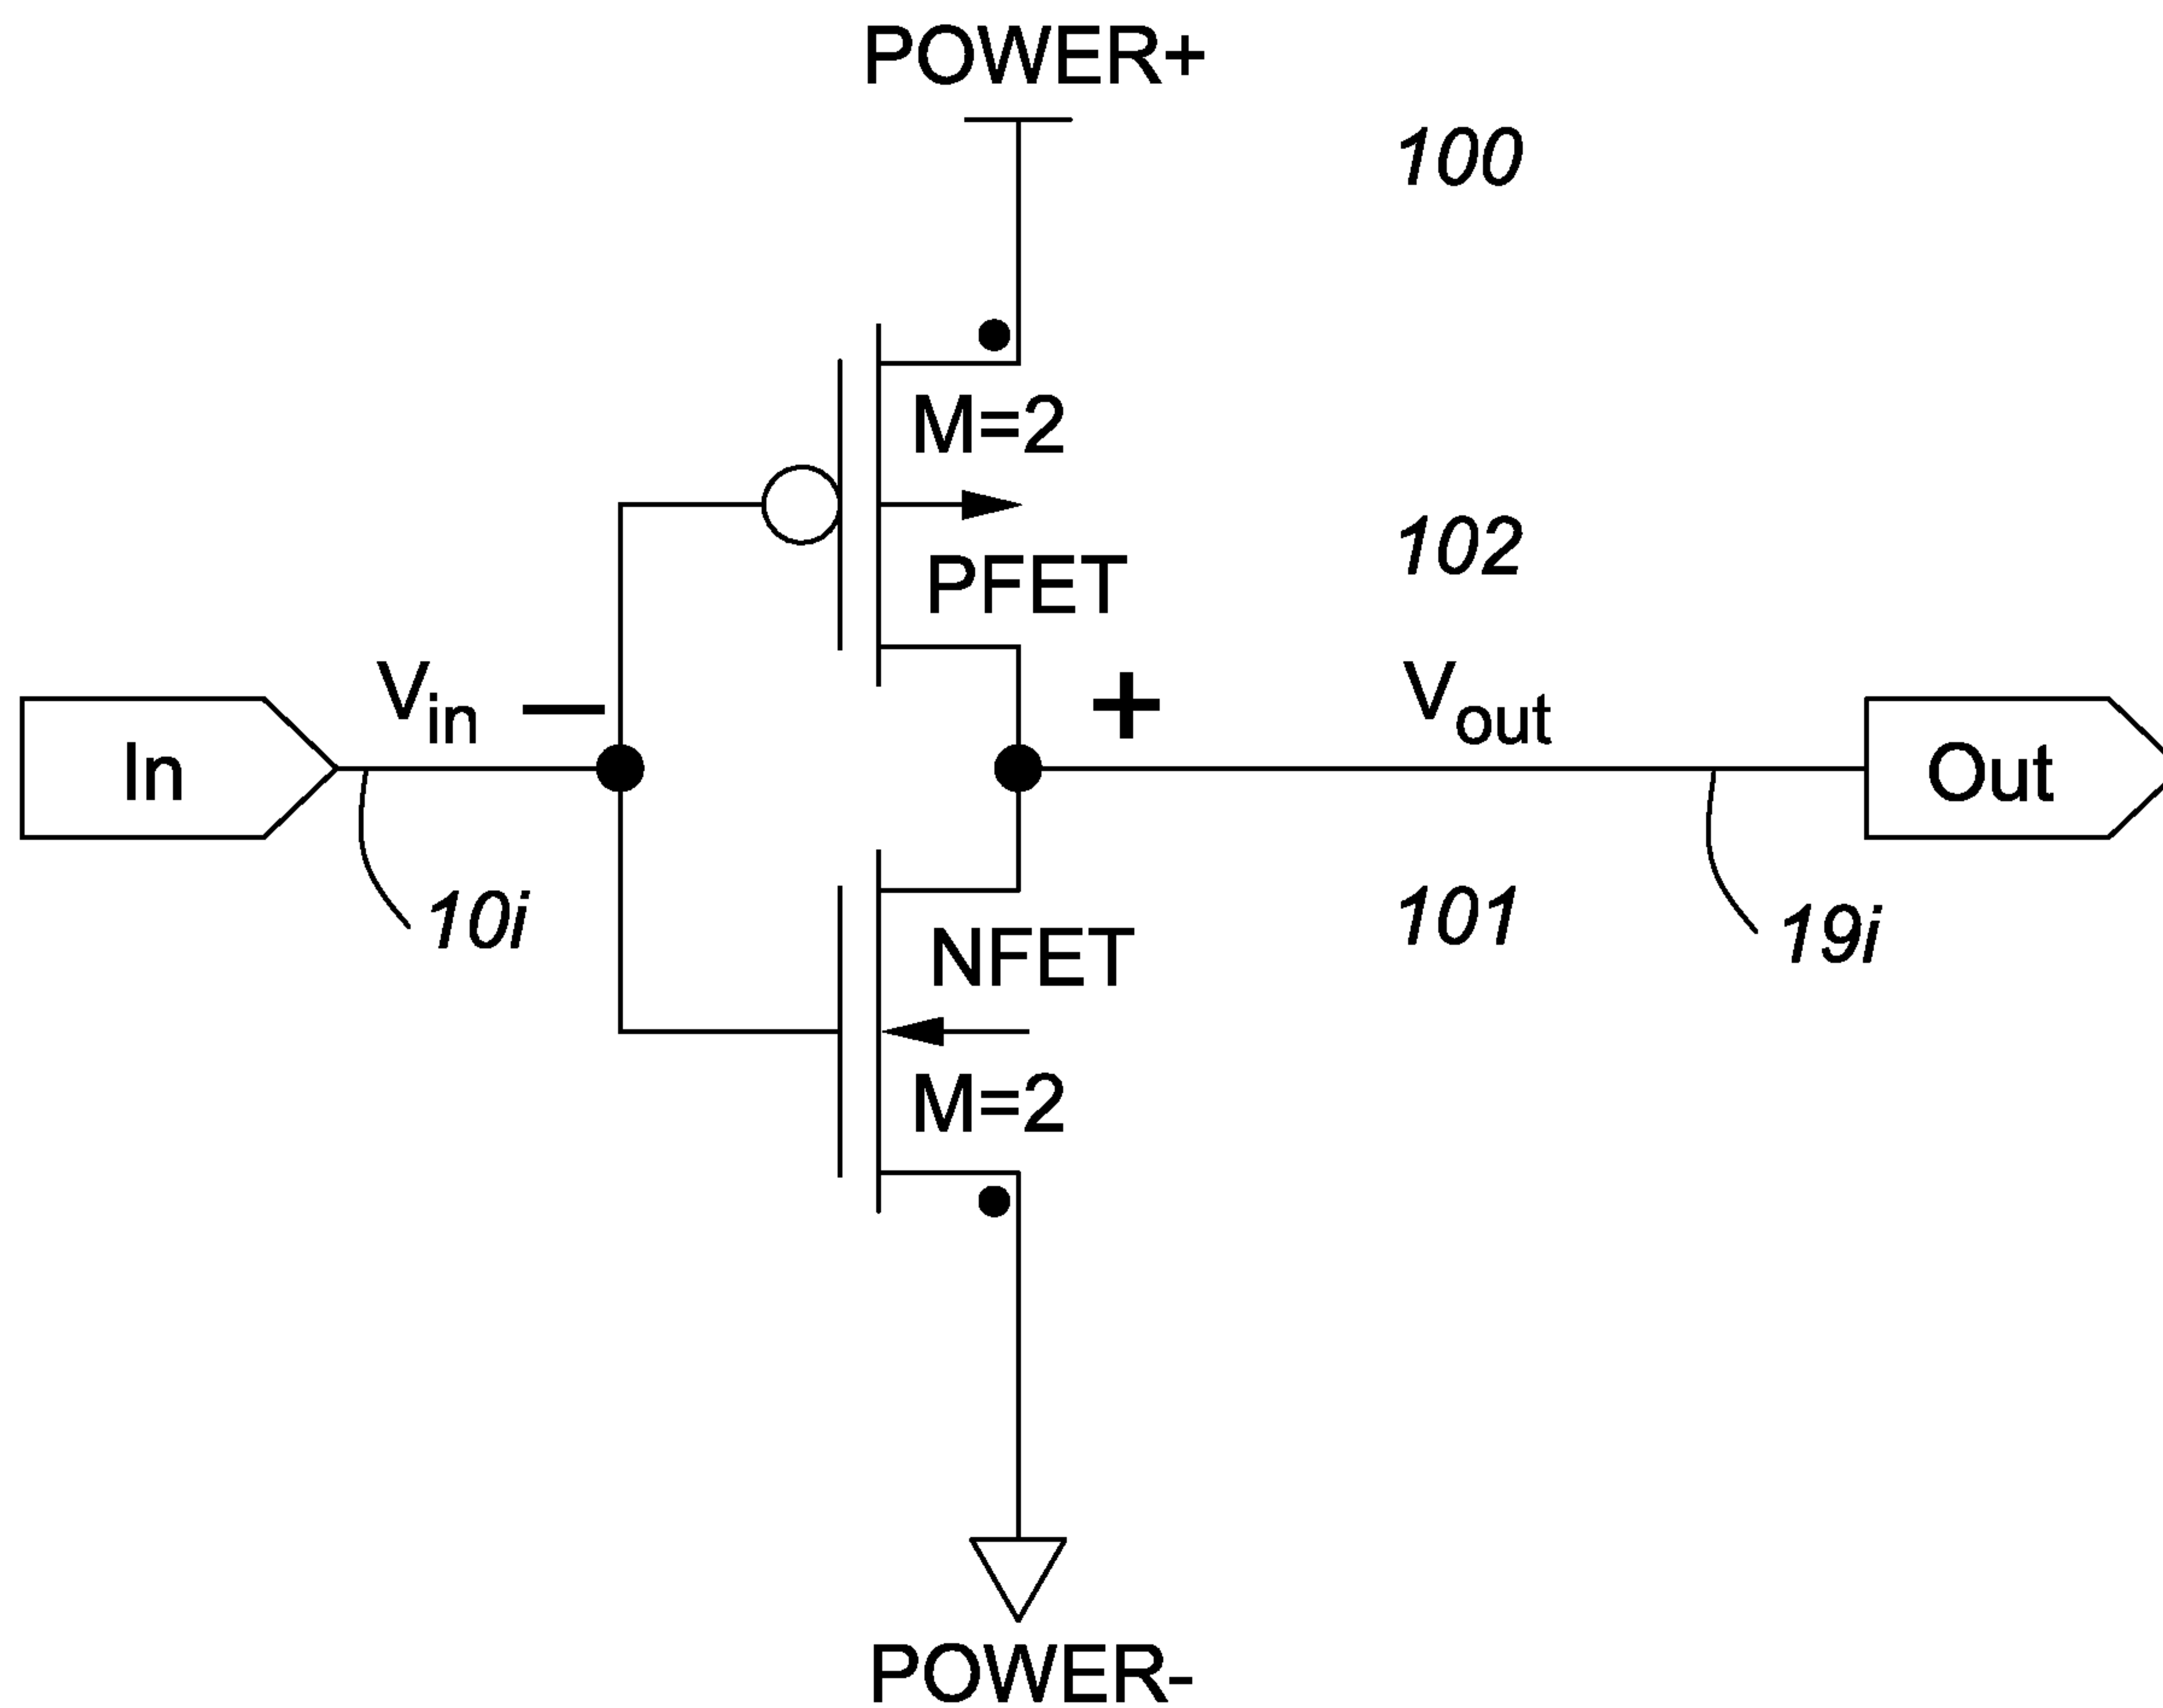 POWER+
100
M=2
102
PFET
Vin
−
+
Vout
In
Out
10i
101
19i
NFET
M=2
POWER-